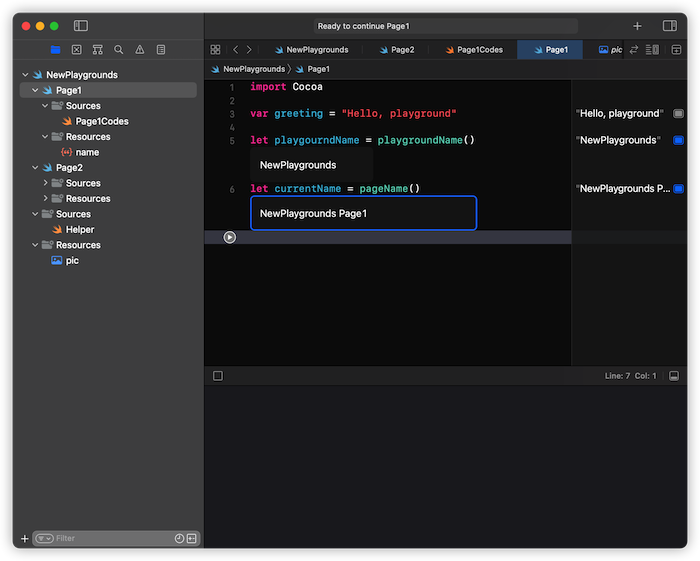 Ready to continue Page1
NewPlaygrounds
Page2
Page1Codes
Page1
pic
NewPlaygrounds
Page1
Sources
Page1Codes
Resources
name
Page2
Sources
Resources
Sources
Helper
Resources
pic
Filter
NewPlaygrounds 〉 Page1
1 import Cocoa
2
3 var greeting = "Hello, playground"
"Hello, playground"
4
5 let playgourndName = playgroundName()
"NewPlaygrounds"
NewPlaygrounds
6 let currentName = pageName()
"NewPlaygrounds P...
NewPlaygrounds Page1
Line: 7 Col: 1